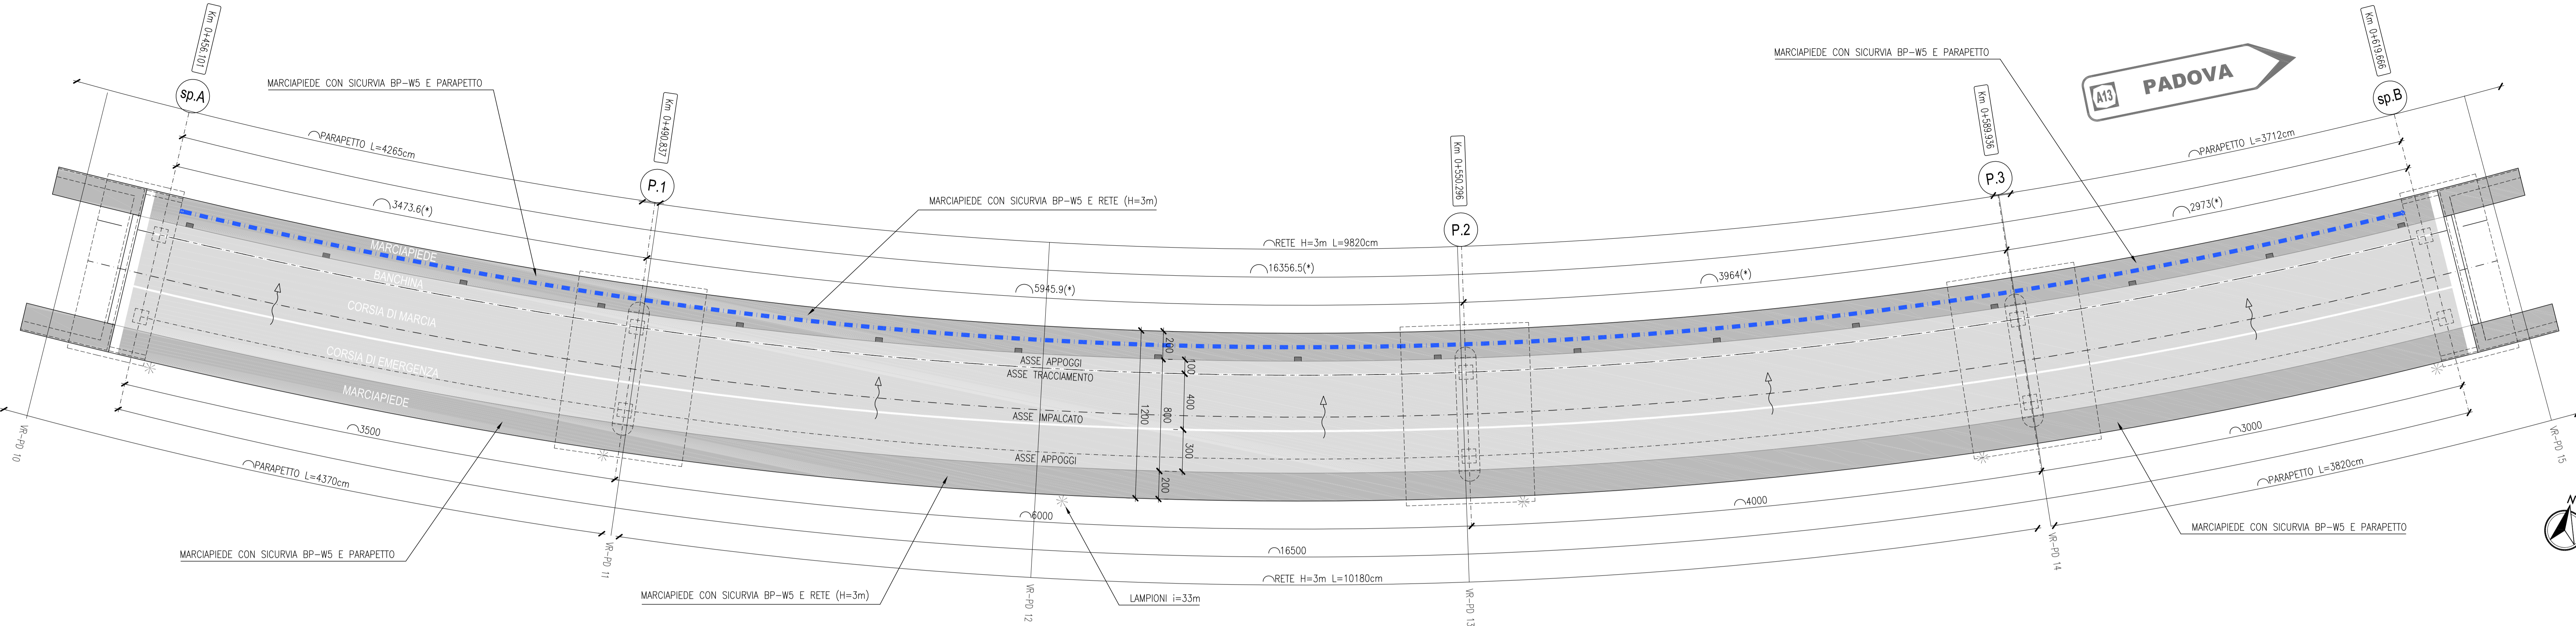 Km 0+456.101
sp.A
MARCIAPIEDE CON SICURVIA BP-W5 E PARAPETTO
PARAPETTO L=4265cm
Km 0+490.837
P.1
3473.6(*)
MARCIAPIEDE CON SICURVIA BP-W5 E RETE (H=3m)
RETE H=3m L=9820cm
16356.5(*)
5945.9(*)
Km 0+550.296
P.2
3964(*)
MARCIAPIEDE CON SICURVIA BP-W5 E PARAPETTO
Km 0+589.936
P.3
A13
PADOVA
Km 0+619.666
sp.B
PARAPETTO L=3712cm
2973(*)
MARCIAPIEDE
BANCHINA
CORSIA DI MARCIA
CORSIA DI EMERGENZA
MARCIAPIEDE
ASSE APPOGGI
ASSE TRACCIAMENTO
ASSE IMPALCATO
ASSE APPOGGI
200
100
400
800
1200
300
200
3500
PARAPETTO L=4370cm
6000
4000
3000
16500
PARAPETTO L=3820cm
RETE H=3m L=10180cm
MARCIAPIEDE CON SICURVIA BP-W5 E PARAPETTO
MARCIAPIEDE CON SICURVIA BP-W5 E RETE (H=3m)
LAMPIONI i=33m
MARCIAPIEDE CON SICURVIA BP-W5 E PARAPETTO
VR-PD 10
VR-PD 11
VR-PD 12
VR-PD 13
VR-PD 14
VR-PD 15
N